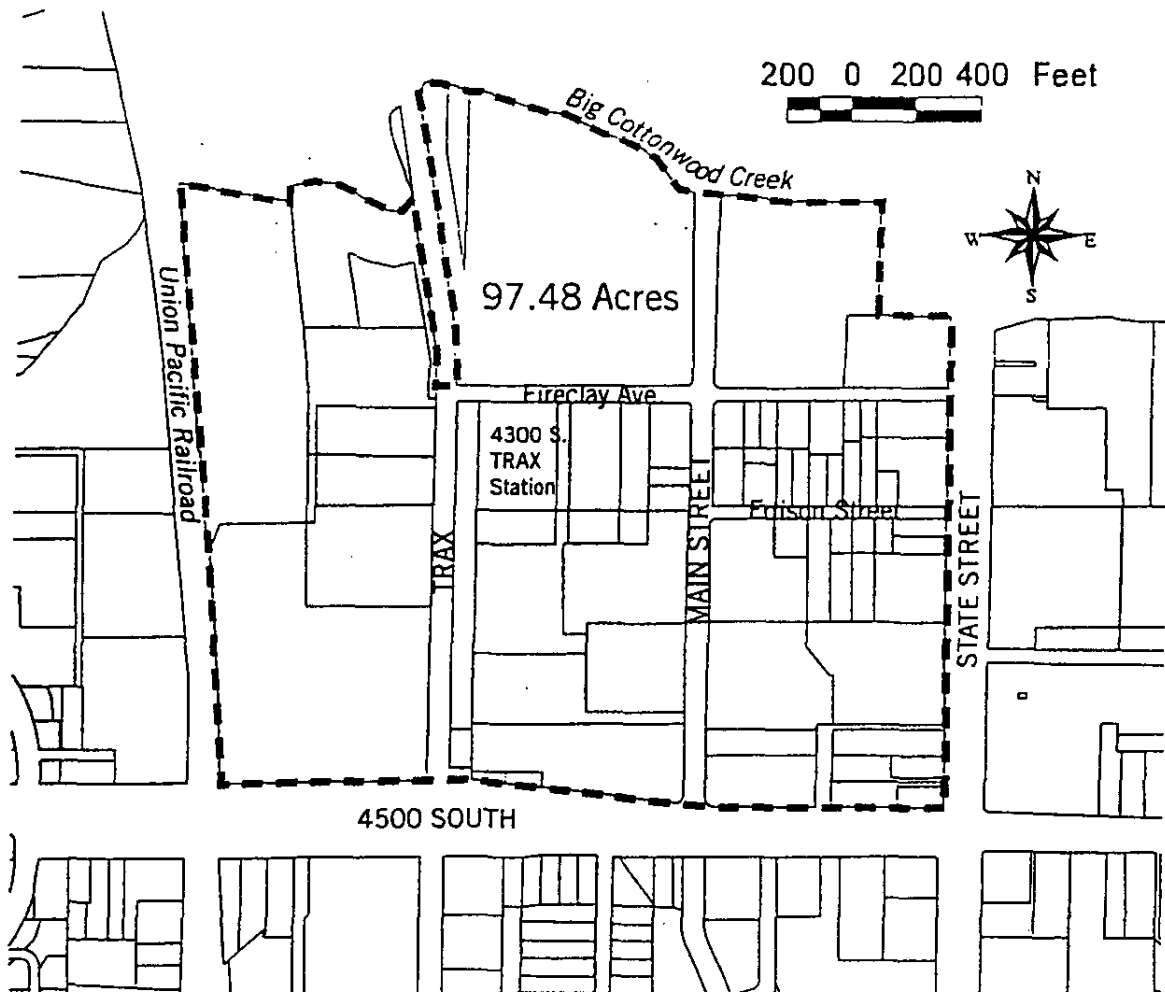 200 0 200 400 Feet
Big Cottonwood Creek
N
W E
S
Union Pacific Railroad
97.48 Acres
Fireclay Ave
4300 S.
TRAX
Station
MAIN STREET
Edison Street
TRAX
STATE STREET
4500 SOUTH